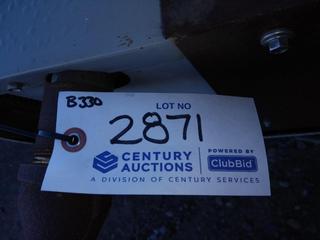 B330
LOT NO
2871
CENTURY AUCTIONS
POWERED BY
ClubBid
A DIVISION OF CENTURY SERVICES